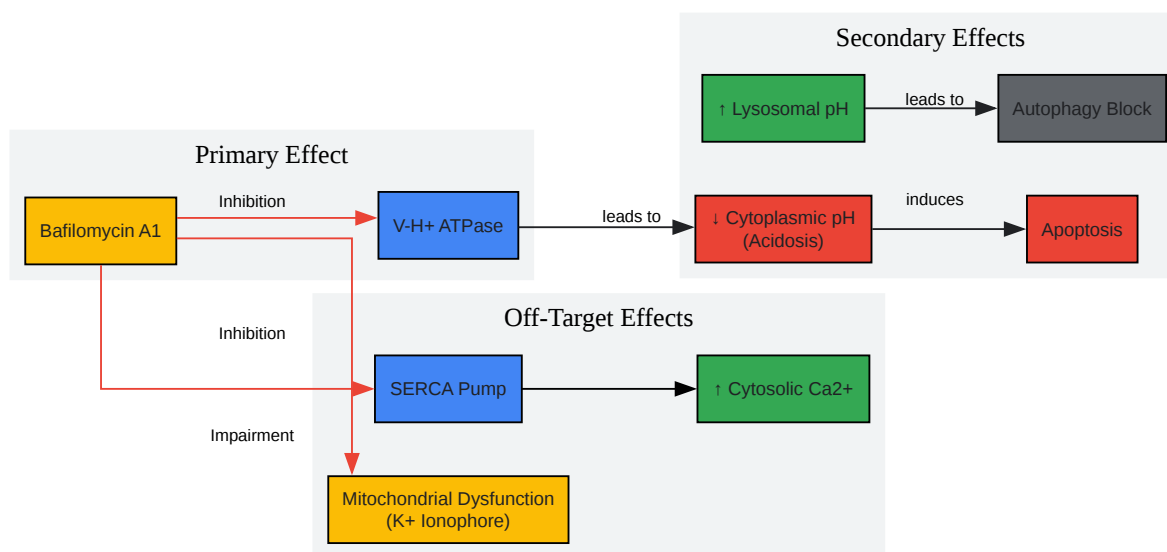 Secondary Effects
↑ Lysosomal pH
leads to
Autophagy Block
Primary Effect
Bafilomycin A1
Inhibition
V-H+ ATPase
leads to
↓ Cytoplasmic pH
(Acidosis)
induces
Apoptosis
Off-Target Effects
Inhibition
SERCA Pump
↑ Cytosolic Ca2+
Impairment
Mitochondrial Dysfunction
(K+ Ionophore)